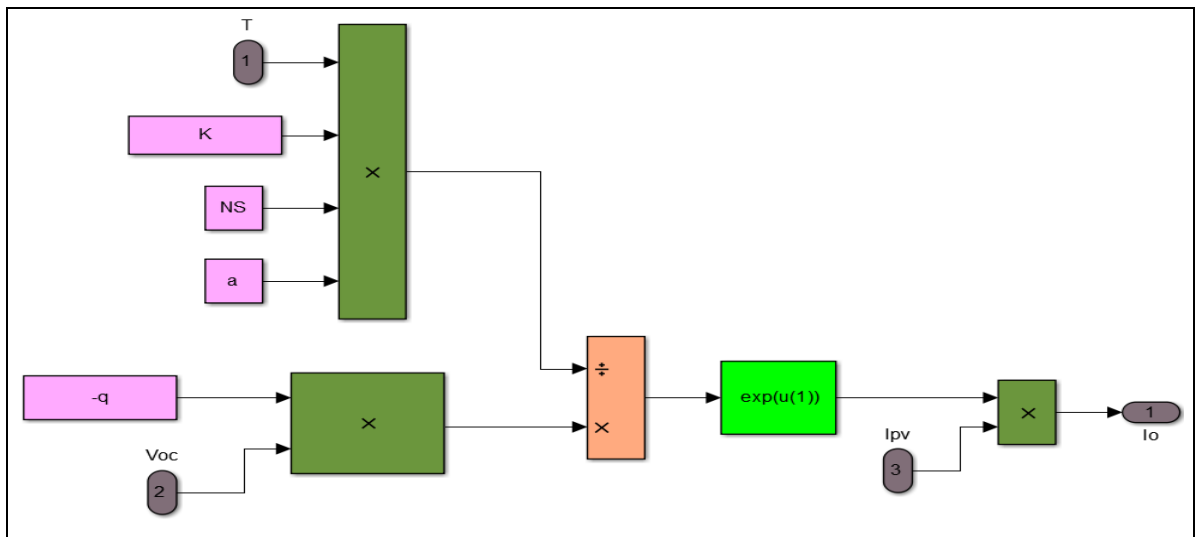 T
1
K
×
NS
a
÷
-q
×
exp(u(1))
×
1
Voc
×
Ipv
Io
2
3